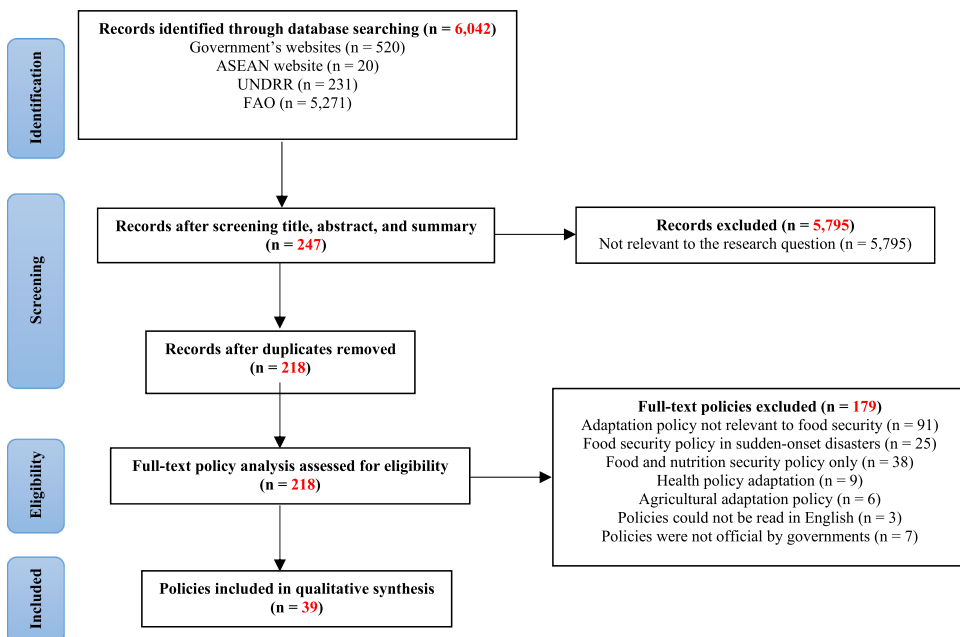 Identification
Records identified through database searching (n = 6,042)
Government's websites (n = 520)
ASEAN website (n = 20)
UNDRR (n = 231)
FAO (n = 5,271)
Screening
Records after screening title, abstract, and summary
(n = 247)
Records excluded (n = 5,795)
Not relevant to the research question (n = 5,795)
Records after duplicates removed
(n = 218)
Eligibility
Full-text policy analysis assessed for eligibility
(n = 218)
Full-text policies excluded (n = 179)
Adaptation policy not relevant to food security (n = 91)
Food security policy in sudden-onset disasters (n = 25)
Food and nutrition security policy only (n = 38)
Health policy adaptation (n = 9)
Agricultural adaptation policy (n = 6)
Policies could not be read in English (n = 3)
Policies were not official by governments (n = 7)
Included
Policies included in qualitative synthesis
(n = 39)